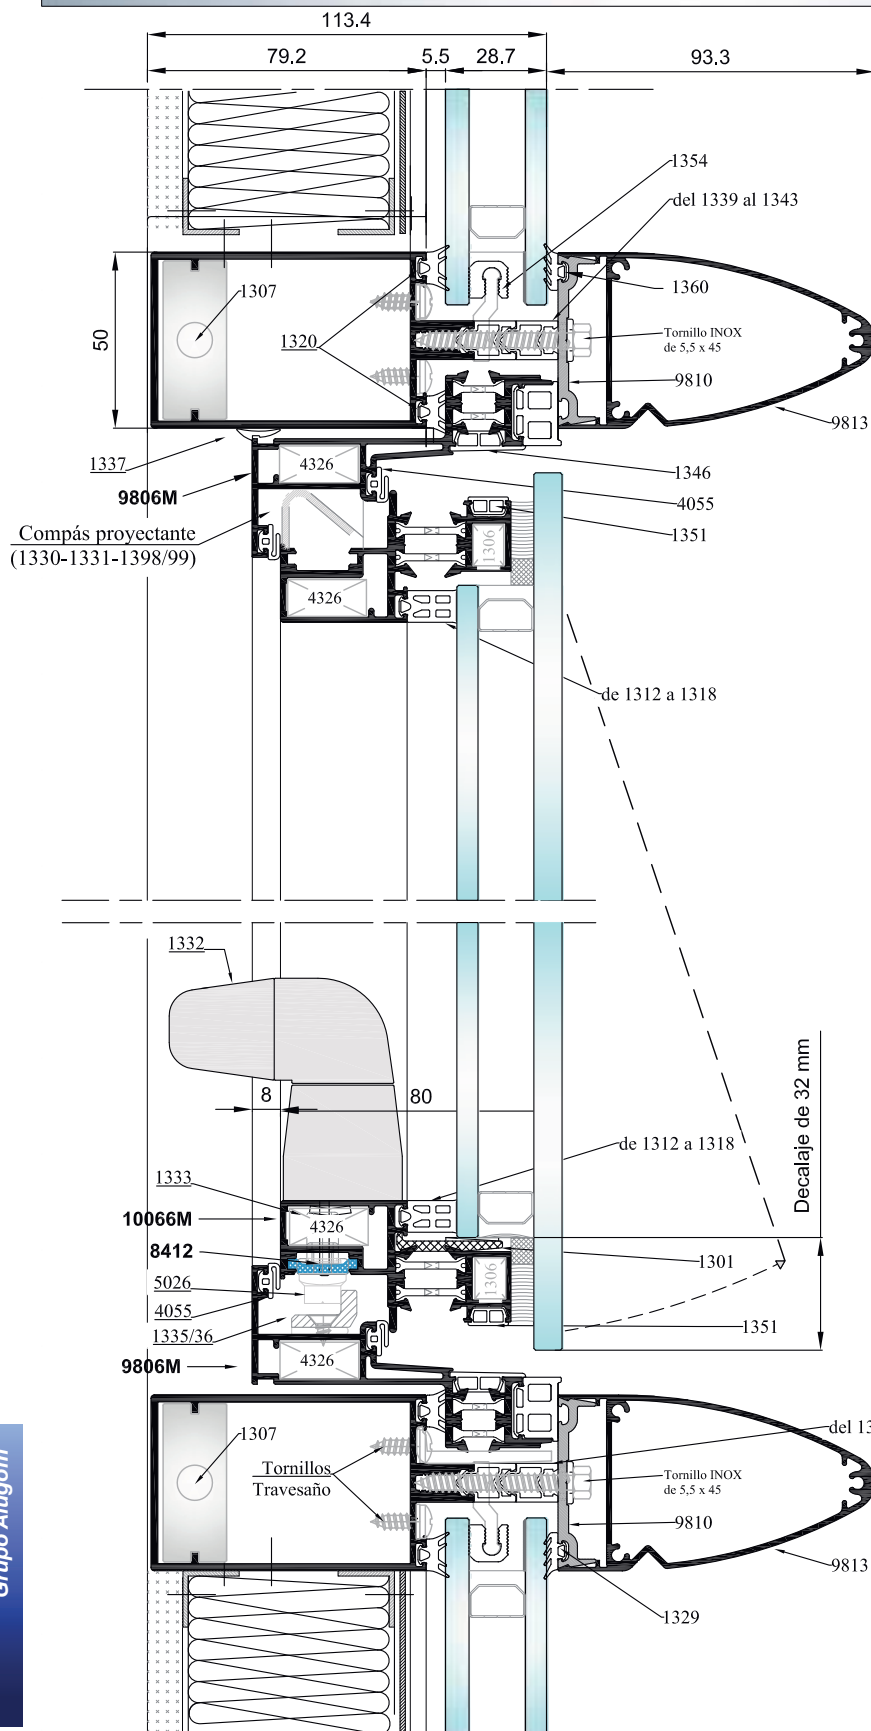 113.4
79.2
5.5
28.7
93.3
1354
del 1339 al 1343
1307
1360
50
1320
Tornillo INOX
de 5,5 x 45
9810
9813
1337
4326
1346
9806M
4055
Compás proyectante
(1330-1331-1398/99)
1351
1306
4326
de 1312 a 1318
1332
Decalaje de 32 mm
8
80
de 1312 a 1318
1333
10066M
4326
8412
1301
5026
1306
4055
1335/36
1351
9806M
4326
del 13
1307
Tornillos
Travesaño
Tornillo INOX
de 5,5 x 45
9810
9813
1329
Grupo Alugom